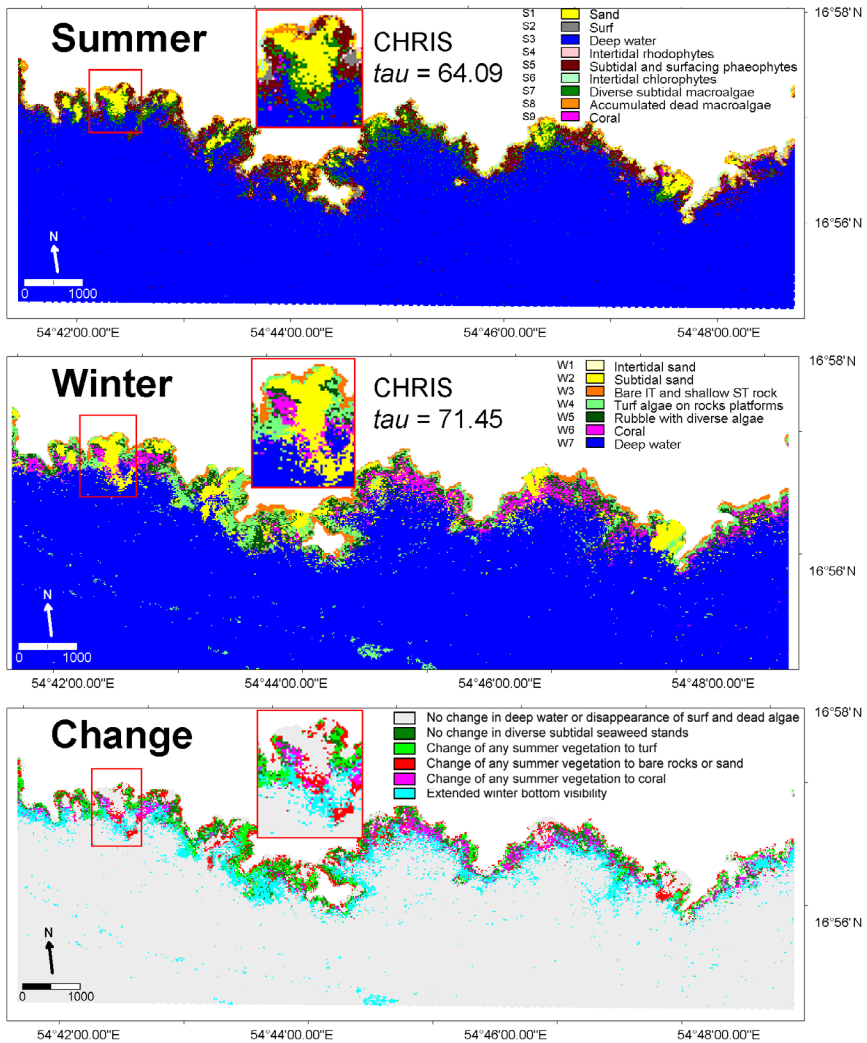 Summer
CHRIS
tau = 64.09
S1 Sand
S2 Surf
S3 Deep water
S4 Intertidal rhodophytes
S5 Subtidal and surfacing phaeophytes
S6 Intertidal chlorophytes
S7 Diverse subtidal macroalgae
S8 Accumulated dead macroalgae
S9 Coral
16°58' N
16°56' N
N
0 1000
54°42'00.00"E 54°44'00.00"E 54°46'00.00"E 54°48'00.00"E
Winter
CHRIS
tau = 71.45
W1 Intertidal sand
W2 Subtidal sand
W3 Bare IT and shallow ST rock
W4 Turf algae on rocks platforms
W5 Rubble with diverse algae
W6 Coral
W7 Deep water
16°58' N
16°56' N
N
0 1000
54°42'00.00"E 54°44'00.00"E 54°46'00.00"E 54°48'00.00"E
Change
No change in deep water or disappearance of surf and dead algae
No change in diverse subtidal seaweed stands
Change of any summer vegetation to turf
Change of any summer vegetation to bare rocks or sand
Change of any summer vegetation to coral
Extended winter bottom visibility
16°58' N
16°56' N
N
0 1000
54°42'00.00"E 54°44'00.00"E 54°46'00.00"E 54°48'00.00"E